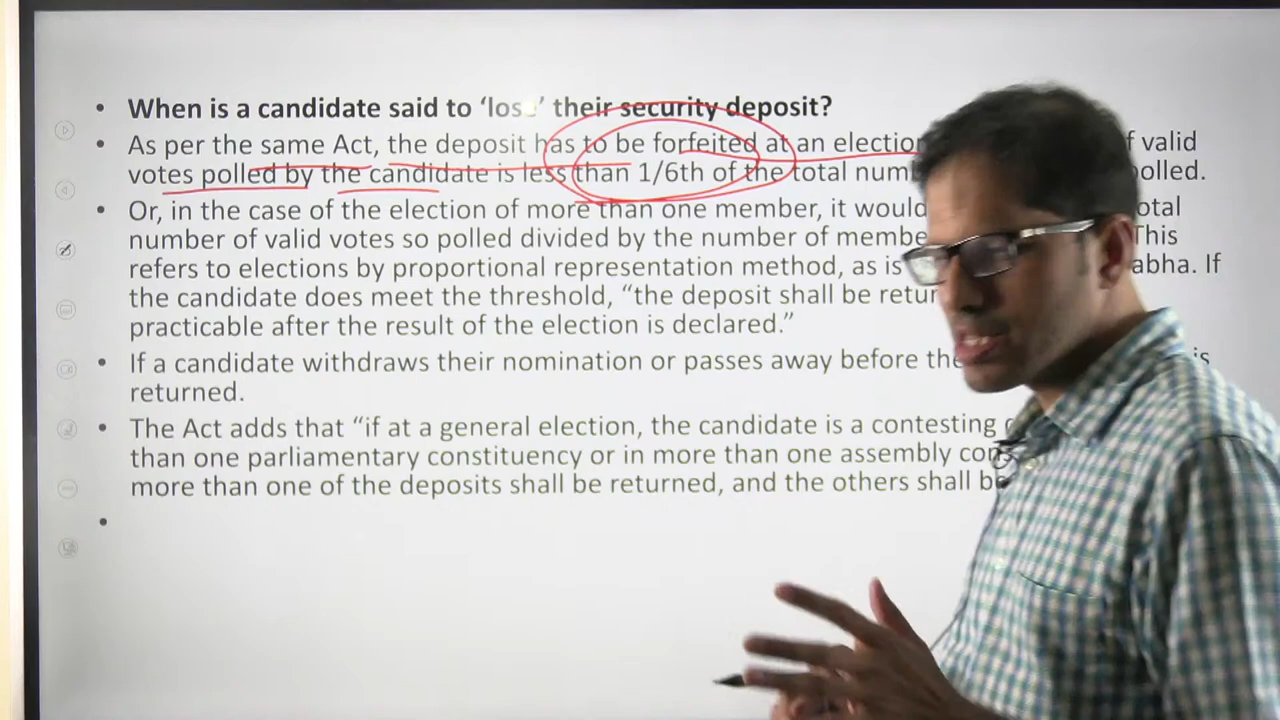 • When is a candidate said to ‘lose’ their security deposit?
• As per the same Act, the deposit has to be forfeited at an election f valid
votes polled by the candidate is less than 1/6th of the total num olled.
• Or, in the case of the election of more than one member, it would otal
number of valid votes so polled divided by the number of membe This
refers to elections by proportional representation method, as is abha. If
the candidate does meet the threshold, “the deposit shall be retur
practicable after the result of the election is declared.”
• If a candidate withdraws their nomination or passes away before the is
returned.
• The Act adds that “if at a general election, the candidate is a contesting
than one parliamentary constituency or in more than one assembly con
more than one of the deposits shall be returned, and the others shall be
•